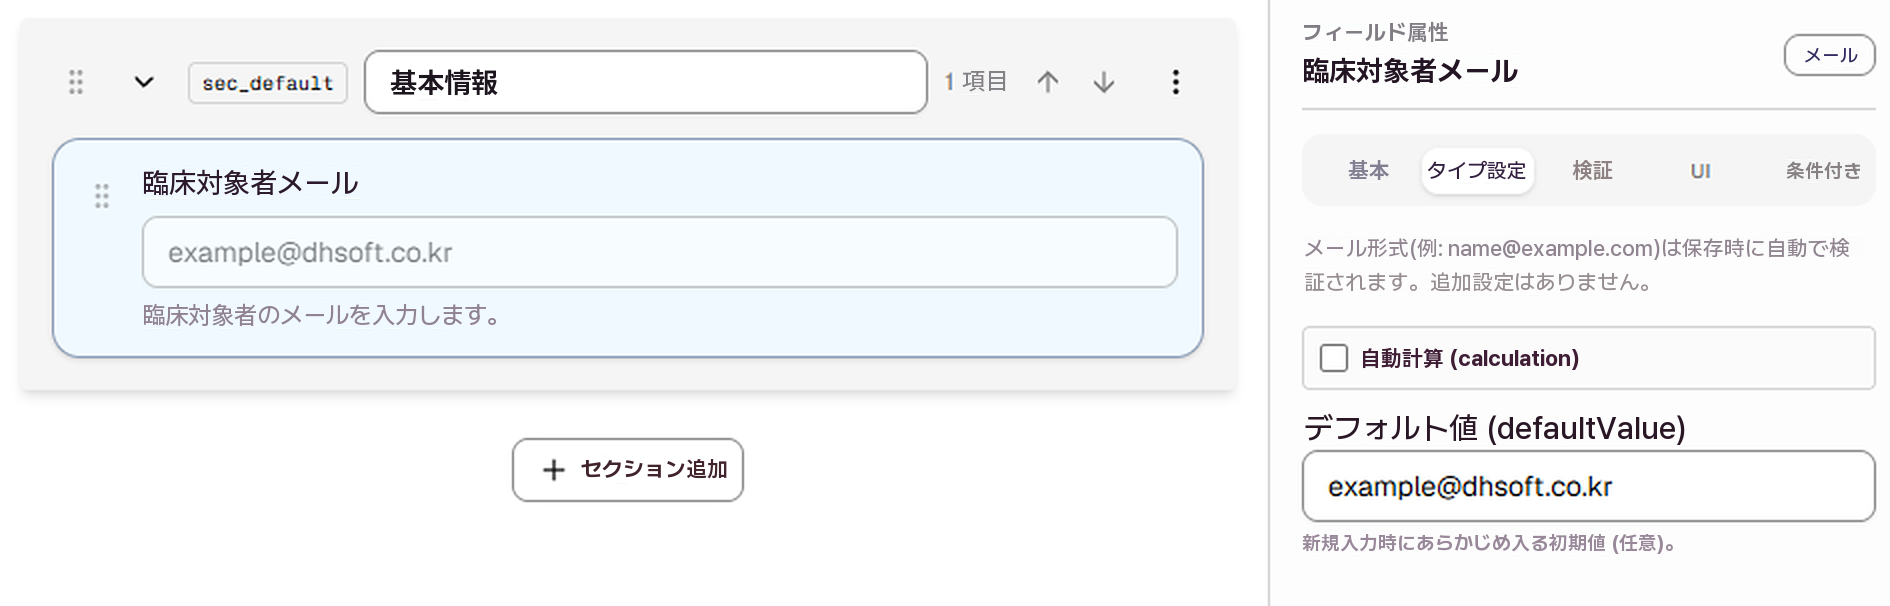 sec_default
基本情報
1 項目
臨床対象者メール
example@dhsoft.co.kr
臨床対象者のメールを入力します。
セクション追加
フィールド属性
臨床対象者メール
メール
基本 タイプ設定 検証 UI 条件付き
メール形式(例: name@example.com)は保存時に自動で検
証されます。追加設定はありません。
自動計算 (calculation)
デフォルト値 (defaultValue)
example@dhsoft.co.kr
新規入力時にあらかじめ入る初期値 (任意)。